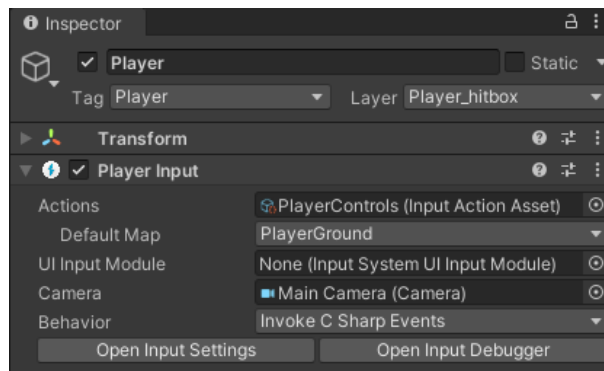 Inspector
Player Static
Tag Player Layer Player_hitbox
Transform
Player Input
Actions PlayerControls (Input Action Asset)
Default Map PlayerGround
UI Input Module None (Input System UI Input Module)
Camera Main Camera (Camera)
Behavior Invoke C Sharp Events
Open Input Settings Open Input Debugger